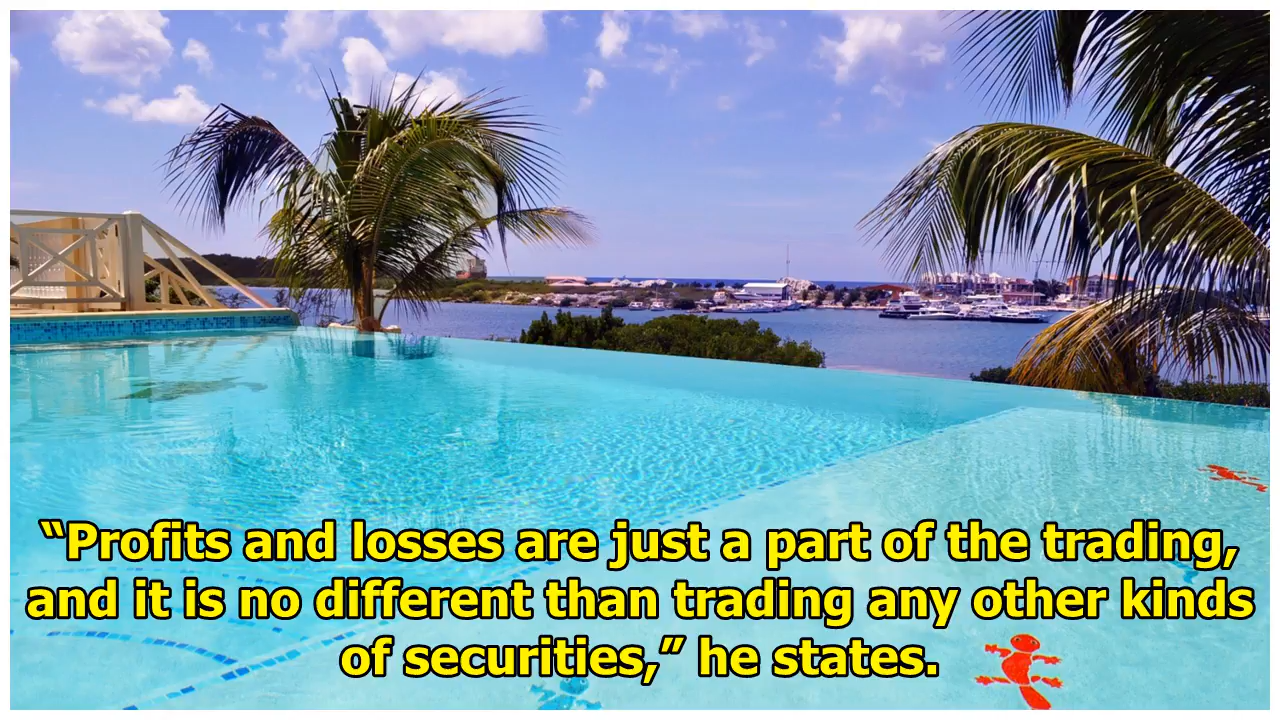 “Profits and losses are just a part of the trading,
and it is no different than trading any other kinds
of securities,” he states.